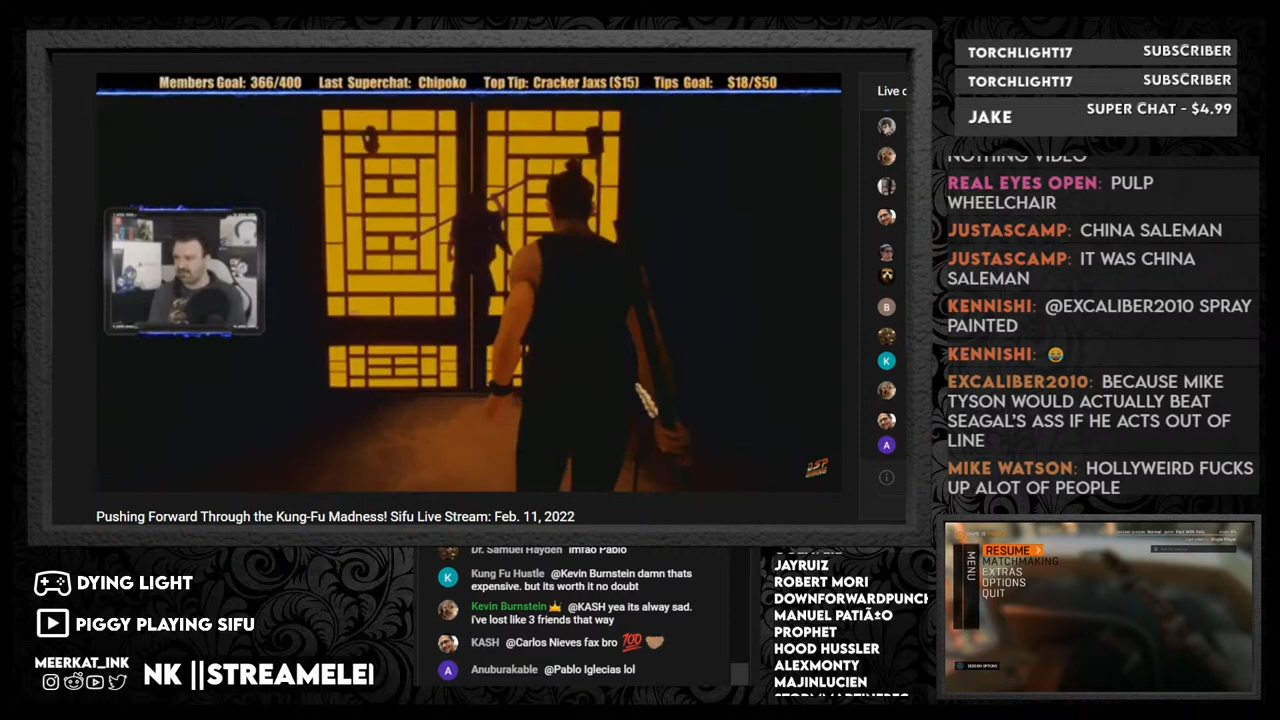 Members Goal: 366/400 Last Superchat: Chipoko Top Tip: Cracker Jaxs ($15) Tips Goal: $18/$50
Live c
DSP
Pushing Forward Through the Kung-Fu Madness! Sifu Live Stream: Feb. 11, 2022
TORCHLIGHT17 SUBSCRIBER
TORCHLIGHT17 SUBSCRIBER
JAKE SUPER CHAT - $4.99
NOTHING VIDEO
REAL EYES OPEN: PULP
WHEELCHAIR
JUSTASCAMP: CHINA SALEMAN
JUSTASCAMP: IT WAS CHINA
SALEMAN
KENNISHI: @EXCALIBER2010 SPRAY
PAINTED
KENNISHI: 😂
EXCALIBER2010: BECAUSE MIKE
TYSON WOULD ACTUALLY BEAT
SEAGAL'S ASS IF HE ACTS OUT OF
LINE
MIKE WATSON: HOLLYWEIRD FUCKS
UP ALOT OF PEOPLE
DYING LIGHT
PIGGY PLAYING SIFU
MEERKAT_INK
NK ||STREAMELE
Dr. Samuel Hayden lmfao Pablo
K Kung Fu Hustle @Kevin Burnstein damn thats
expensive. but its worth it no doubt
Kevin Burnstein @KASH yea its alway sad.
i've lost like 3 friends that way
KASH @Carlos Nieves fax bro 💯
A Anuburakable @Pablo Iglecias lol
JAYRUIZ
ROBERT MORI
DOWNFORWARDPUNCH
MANUEL PATIÃ±O
PROPHET
HOOD HUSSLER
ALEXMONTY
MAJINLUCIEN
MENU
RESUME
MATCHMAKING
EXTRAS
OPTIONS
QUIT
SESSION OPTIONS
B
K
A